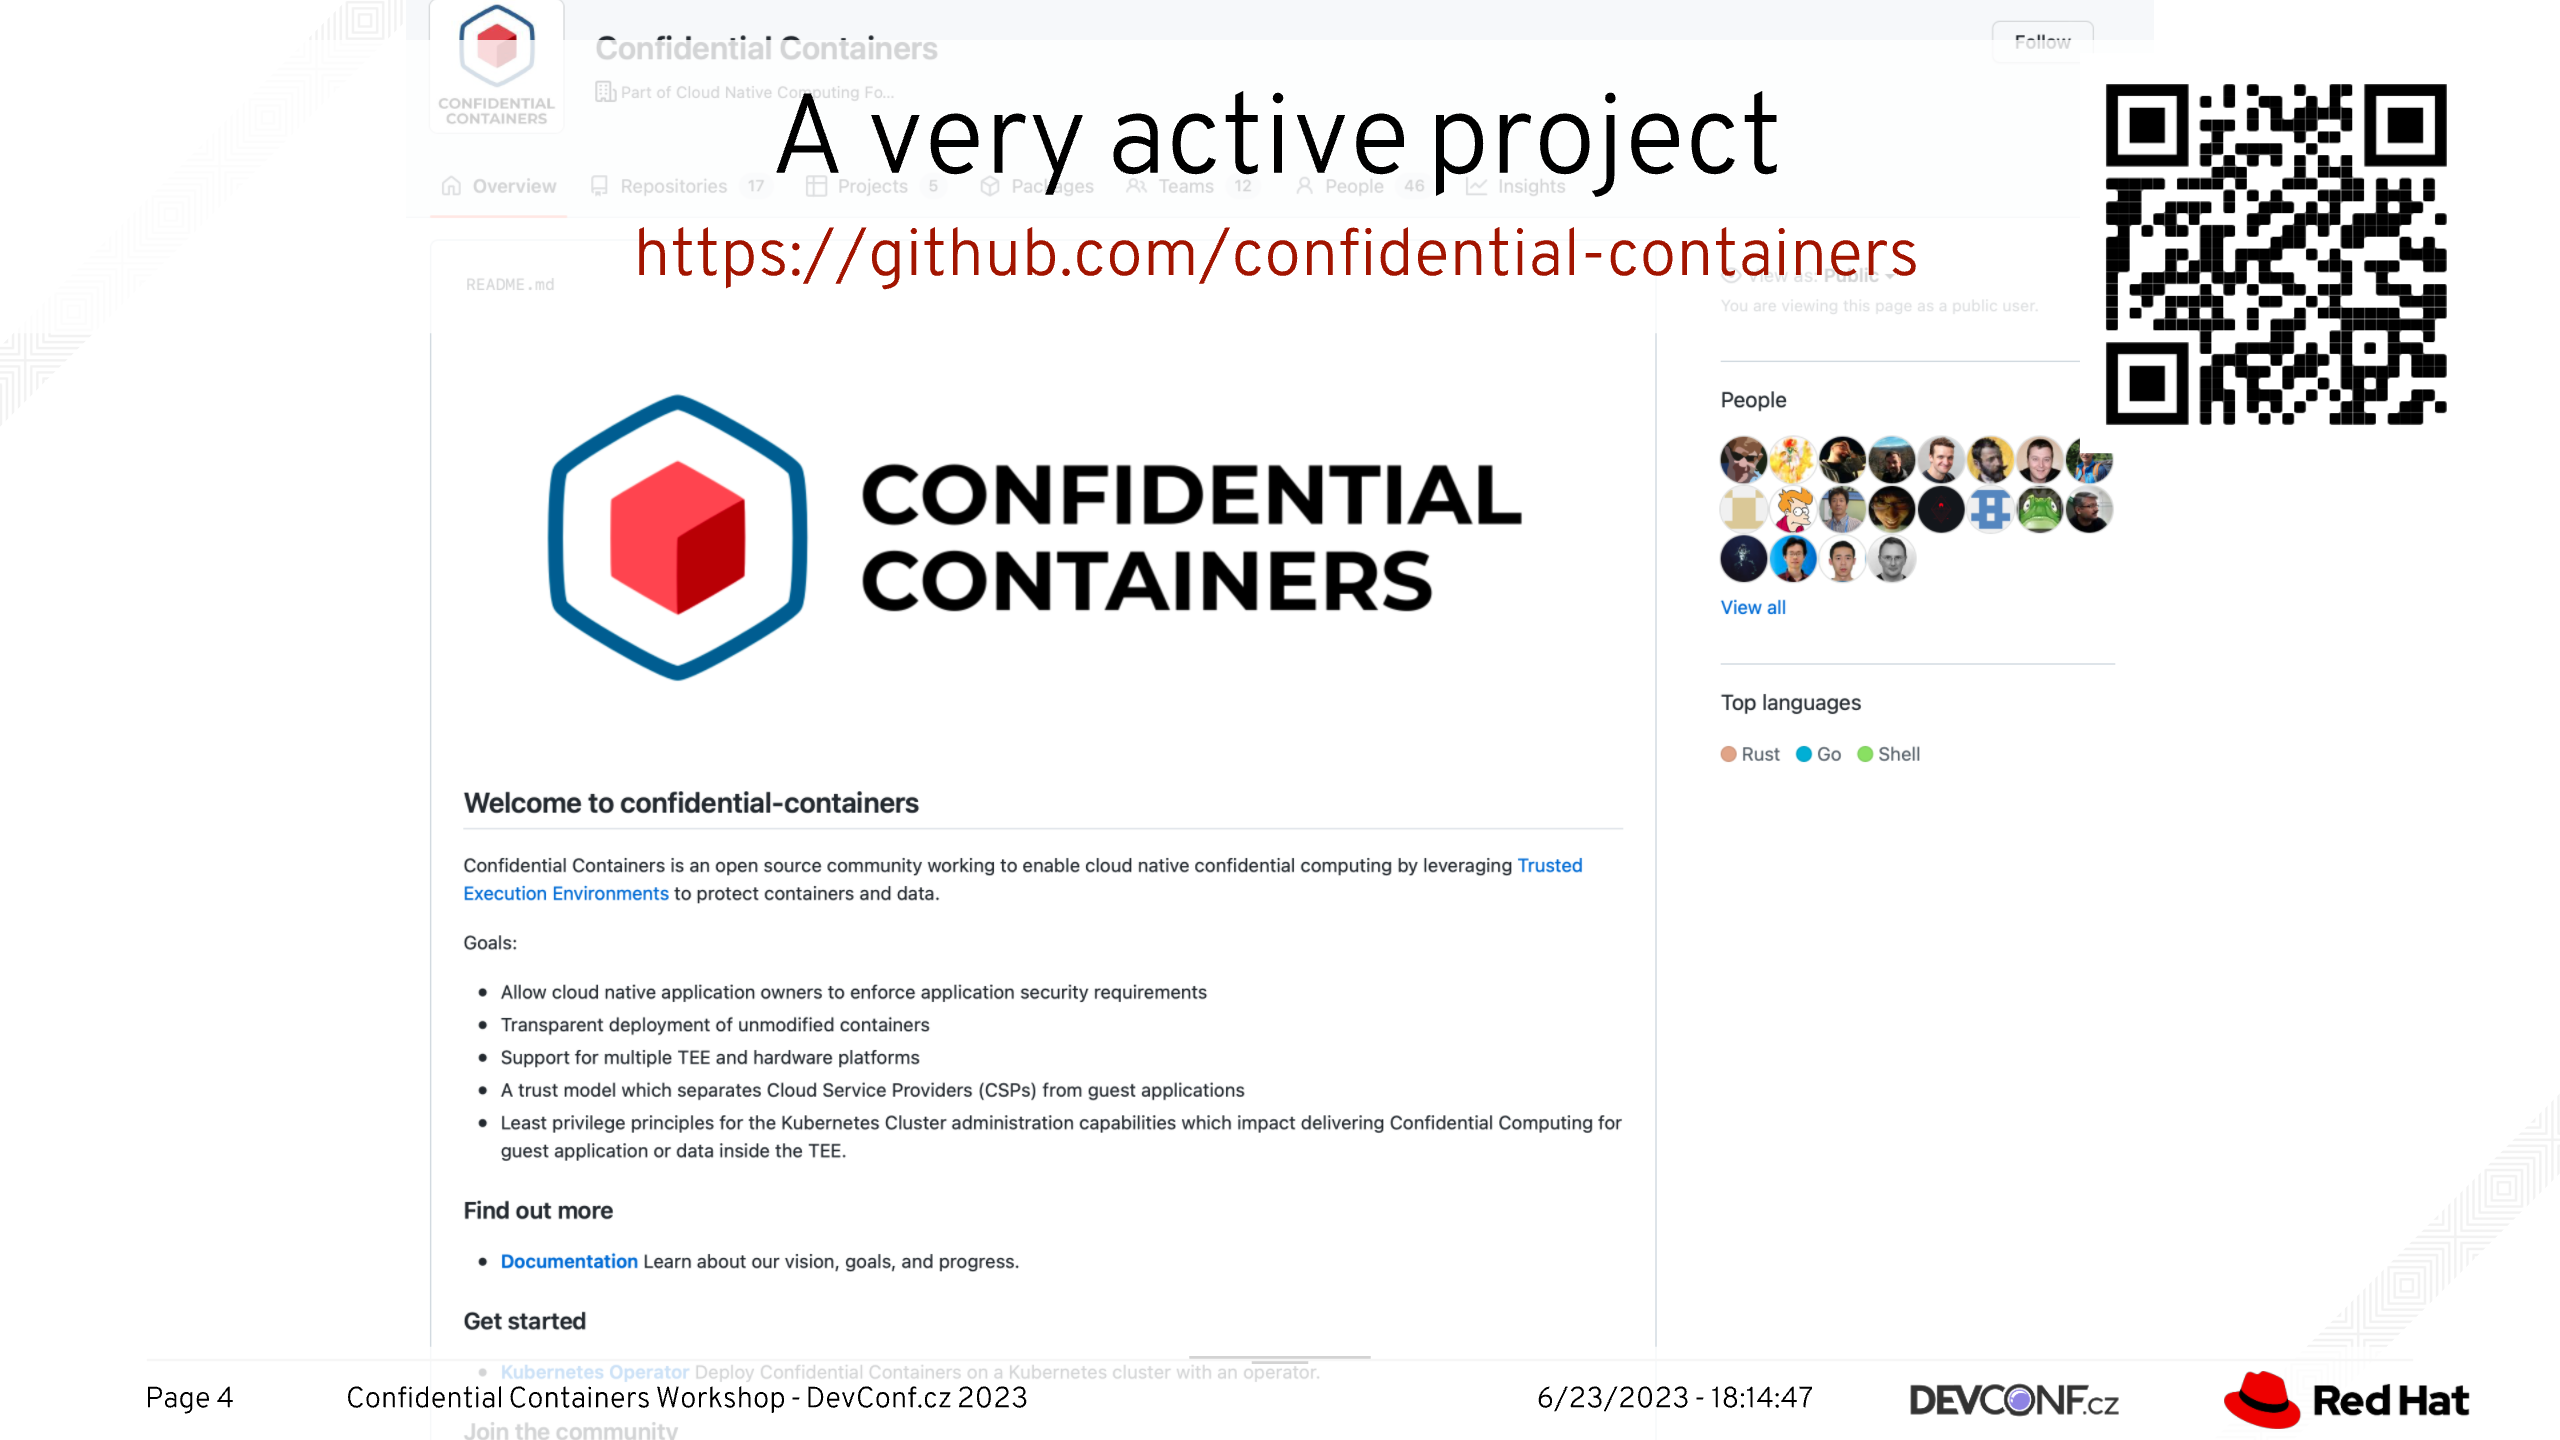 Confidential Containers
Follow
CONFIDENTIAL
CONTAINERS
Part of Cloud Native Computing Fo...
A very active project
Overview Repositories 17 Projects 5 Packages Teams 12 People 46 Insights
https://github.com/confidential-containers
README.md
View as: Public
You are viewing this page as a public user.
People
CONFIDENTIAL
CONTAINERS
View all
Top languages
Rust Go Shell
Welcome to confidential-containers
Confidential Containers is an open source community working to enable cloud native confidential computing by leveraging Trusted
Execution Environments to protect containers and data.
Goals:
• Allow cloud native application owners to enforce application security requirements
• Transparent deployment of unmodified containers
• Support for multiple TEE and hardware platforms
• A trust model which separates Cloud Service Providers (CSPs) from guest applications
• Least privilege principles for the Kubernetes Cluster administration capabilities which impact delivering Confidential Computing for
guest application or data inside the TEE.
Find out more
• Documentation Learn about our vision, goals, and progress.
Get started
• Kubernetes Operator Deploy Confidential Containers on a Kubernetes cluster with an operator.
Page 4 Confidential Containers Workshop - DevConf.cz 2023 6/23/2023 - 18:14:47 DEVCONF.cz Red Hat
Join the community